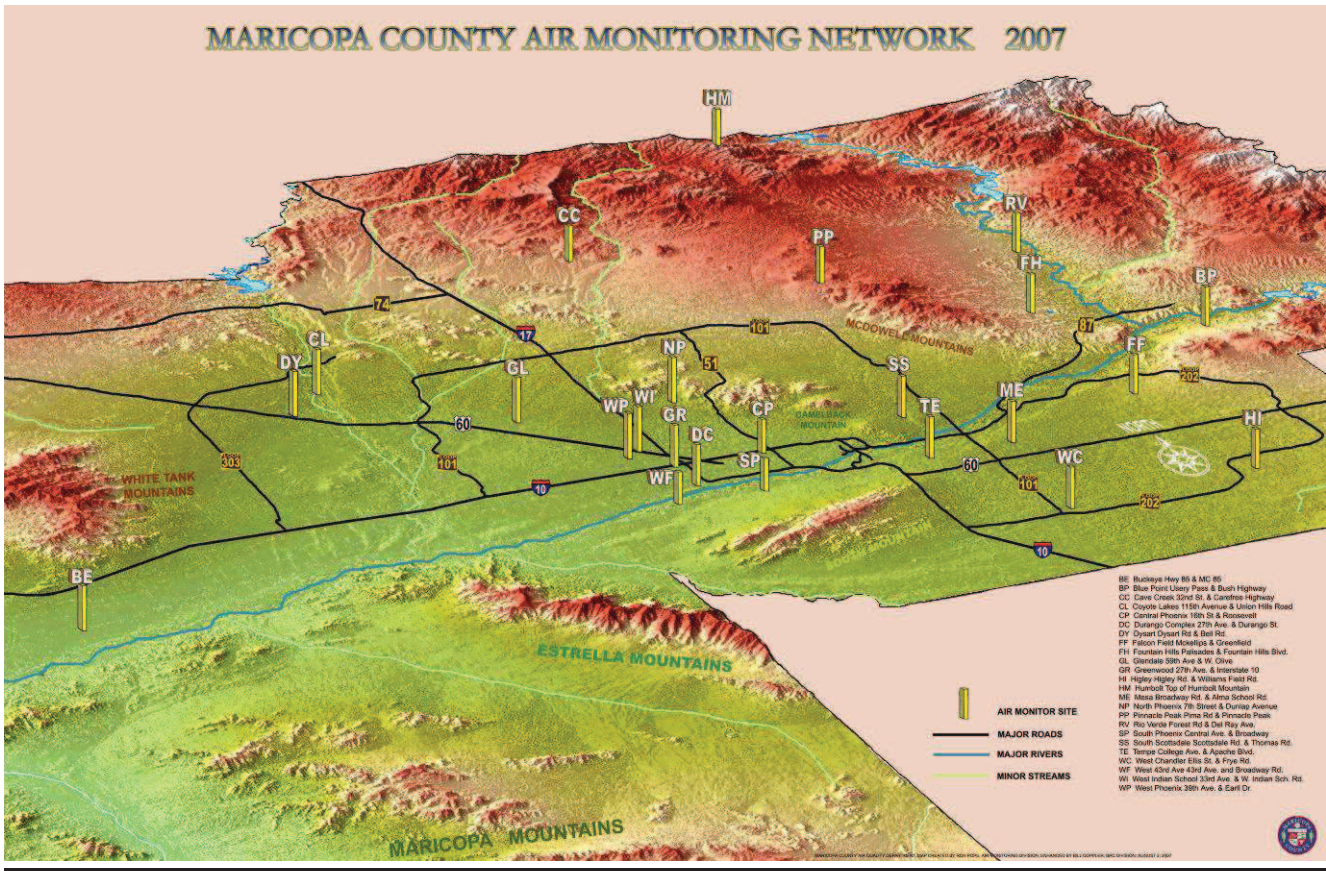 MARICOPA COUNTY AIR MONITORING NETWORK 2007
HM
RV
CC
PP
FH
BP
74
17
101
87
MCDOWELL MOUNTAINS
CL
NP
51
FF
DY
GL
SS
202
WI
ME
WP
GR
CP
CAMELBACK
MOUNTAIN
TE
HI
60
DC
NORTH
303
101
SP
60
WC
WHITE TANK
MOUNTAINS
WF
10
101
202
10
BE
ESTRELLA MOUNTAINS
MARICOPA MOUNTAINS
AIR MONITOR SITE
MAJOR ROADS
MAJOR RIVERS
MINOR STREAMS
BE Buckeye Hwy 85 & MC 85
BP Blue Point Usery Pass & Bush Highway
CC Cave Creek 32nd St. & Carefree Highway
CL Coyote Lakes 115th Avenue & Union Hills Road
CP Central Phoenix 16th St & Roosevelt
DC Durango Complex 27th Ave. & Durango St.
DY Dysart Dysart Rd & Bell Rd.
FF Falcon Field Mckellips & Greenfield
FH Fountain Hills Palisades & Fountain Hills Blvd.
GL Glendale 59th Ave & W. Olive
GR Greenwood 27th Ave. & Interstate 10
HI Higley Higley Rd. & Williams Field Rd.
HM Humbolt Top of Humbolt Mountain
ME Mesa Broadway Rd. & Alma School Rd.
NP North Phoenix 7th Street & Dunlap Avenue
PP Pinnacle Peak Pima Rd & Pinnacle Peak
RV Rio Verde Forest Rd & Del Ray Ave.
SP South Phoenix Central Ave. & Broadway
SS South Scottsdale Scottsdale Rd. & Thomas Rd.
TE Tempe College Ave. & Apache Blvd.
WC West Chandler Ellis St. & Frye Rd.
WF West 43rd Ave 43rd Ave. and Broadway Rd.
WI West Indian School 33rd Ave. & W. Indian Sch. Rd.
WP West Phoenix 39th Ave. & Earll Dr.
MARICOPA
COUNTY